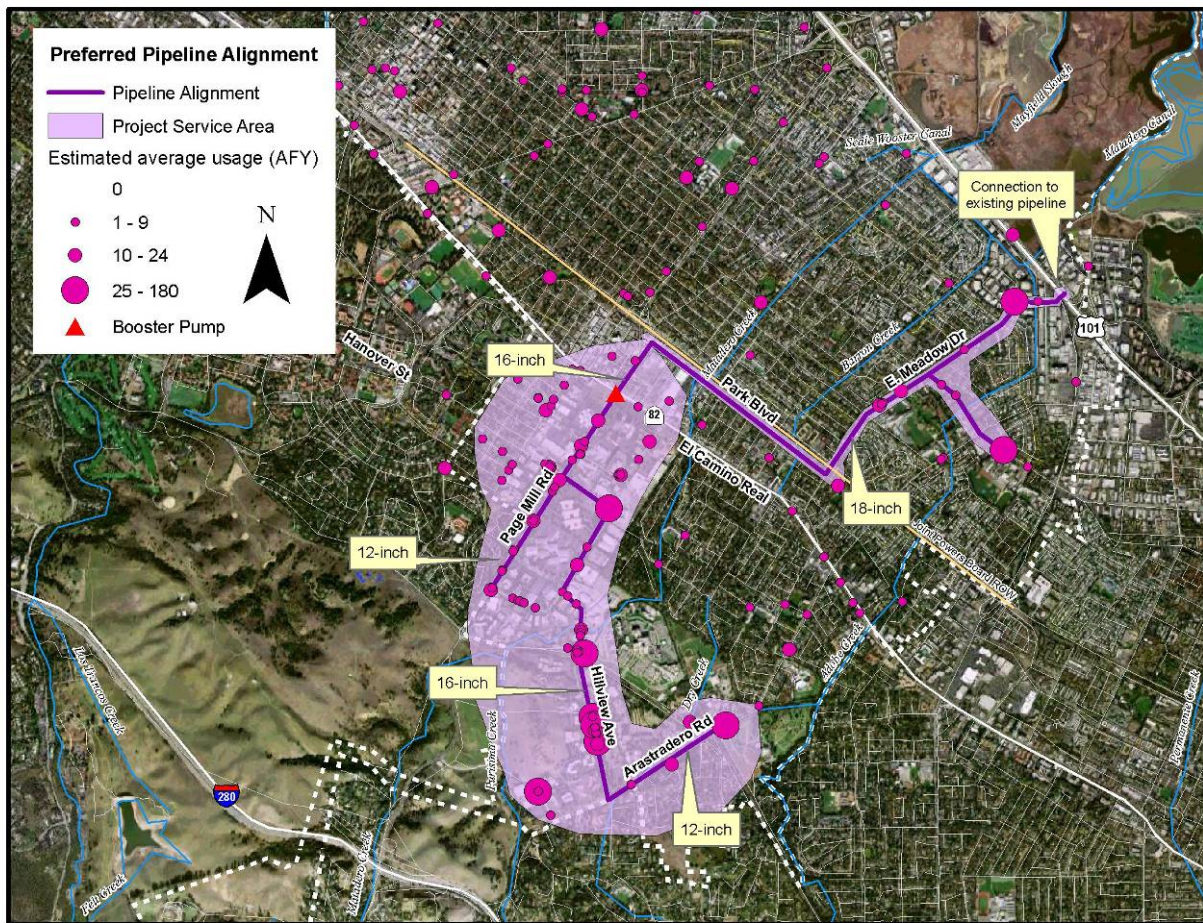 Preferred Pipeline Alignment
Pipeline Alignment
Project Service Area
Estimated average usage (AFY)
0
1 - 9
10 - 24
25 - 180
Booster Pump
N
Mayfield Slough
Matadero Canal
Seale Wooster Canal
Connection to
existing pipeline
101
Hanover St
16-inch
Matadero Creek
Barron Creek
E. Meadow Dr
Park Blvd
82
El Camino Real
Page Mill Rd
18-inch
12-inch
Joint Powers Board ROW
Los Trancos Creek
16-inch
Hillview Ave
Dry Creek
Adobe Creek
Purisima Creek
Arastradero Rd
Permanente Creek
280
12-inch
Matadero Creek
Felt Creek